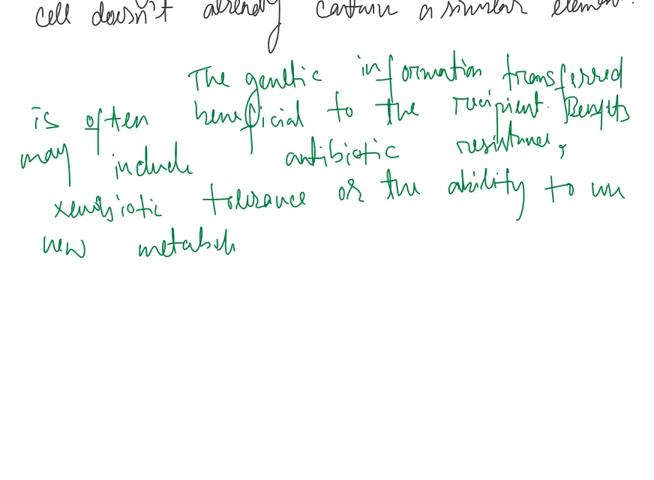 cell doesn't already contain a similar element.
The genetic information transferred
is often beneficial to the recipient. Benefits
may include antibiotic resistance,
xenobiotic tolerance or the ability to use
new metabol